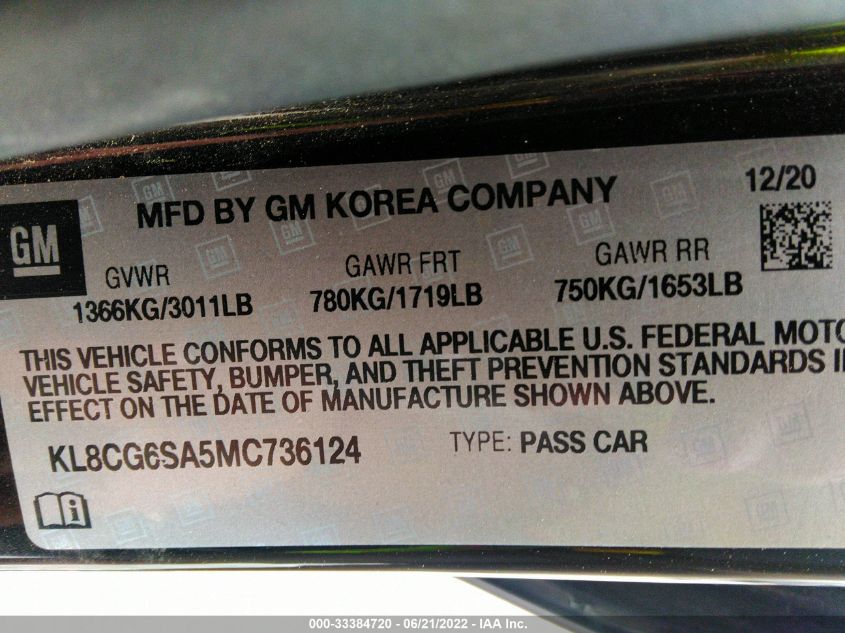 12/20
MFD BY GM KOREA COMPANY
GM
GVWR GAWR FRT GAWR RR
1366KG/3011LB 780KG/1719LB 750KG/1653LB
THIS VEHICLE CONFORMS TO ALL APPLICABLE U.S. FEDERAL MOTO
VEHICLE SAFETY, BUMPER, AND THEFT PREVENTION STANDARDS I
EFFECT ON THE DATE OF MANUFACTURE SHOWN ABOVE.
KL8CG6SA5MC736124 TYPE: PASS CAR
000-33384720 - 06/21/2022 - IAA Inc.